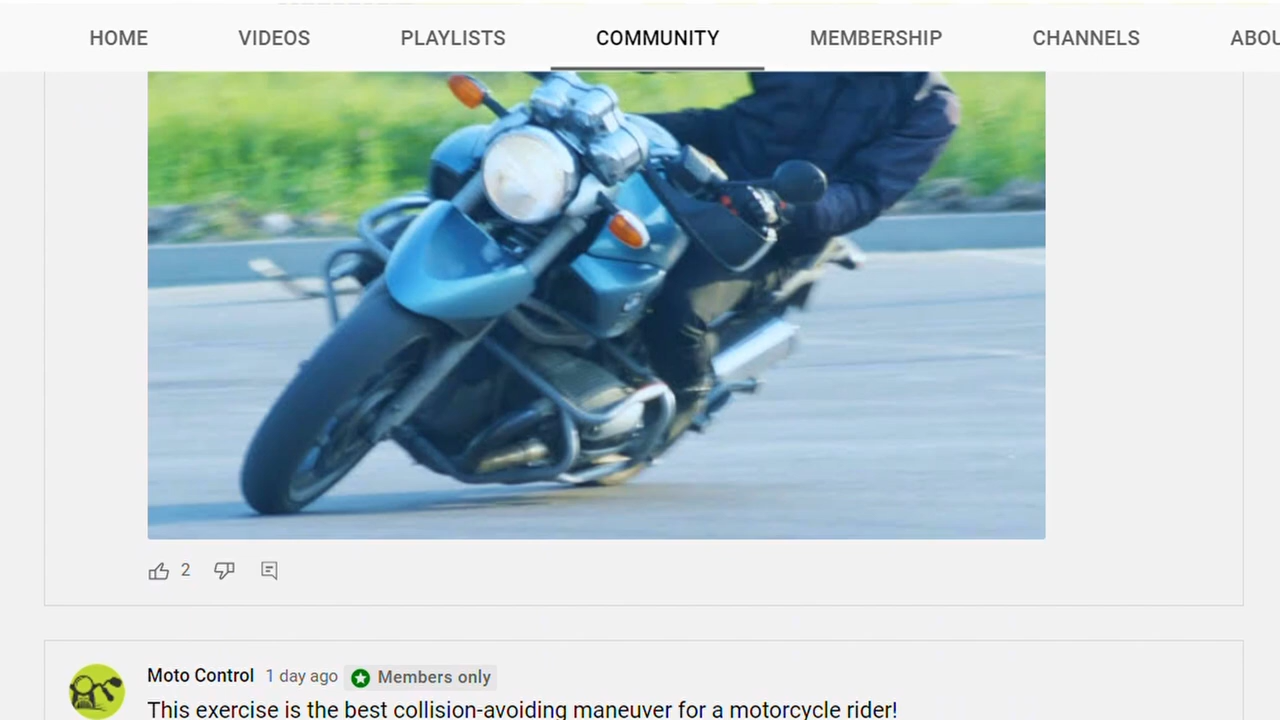 HOME VIDEOS PLAYLISTS COMMUNITY MEMBERSHIP CHANNELS ABOU
2
Moto Control 1 day ago Members only
This exercise is the best collision-avoiding maneuver for a motorcycle rider!